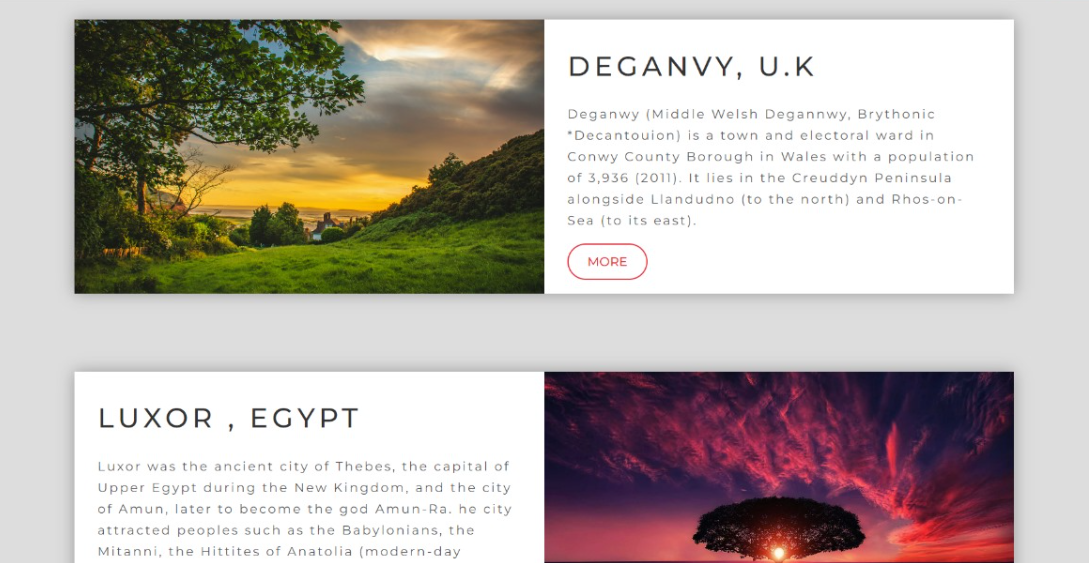 DEGANVY, U.K
Deganwy (Middle Welsh Degannwy, Brythonic
*Decantouion) is a town and electoral ward in
Conwy County Borough in Wales with a population
of 3,936 (2011). It lies in the Creuddyn Peninsula
alongside Llandudno (to the north) and Rhos-on-
Sea (to its east).
MORE
LUXOR , EGYPT
Luxor was the ancient city of Thebes, the capital of
Upper Egypt during the New Kingdom, and the city
of Amun, later to become the god Amun-Ra. he city
attracted peoples such as the Babylonians, the
Mitanni, the Hittites of Anatolia (modern-day